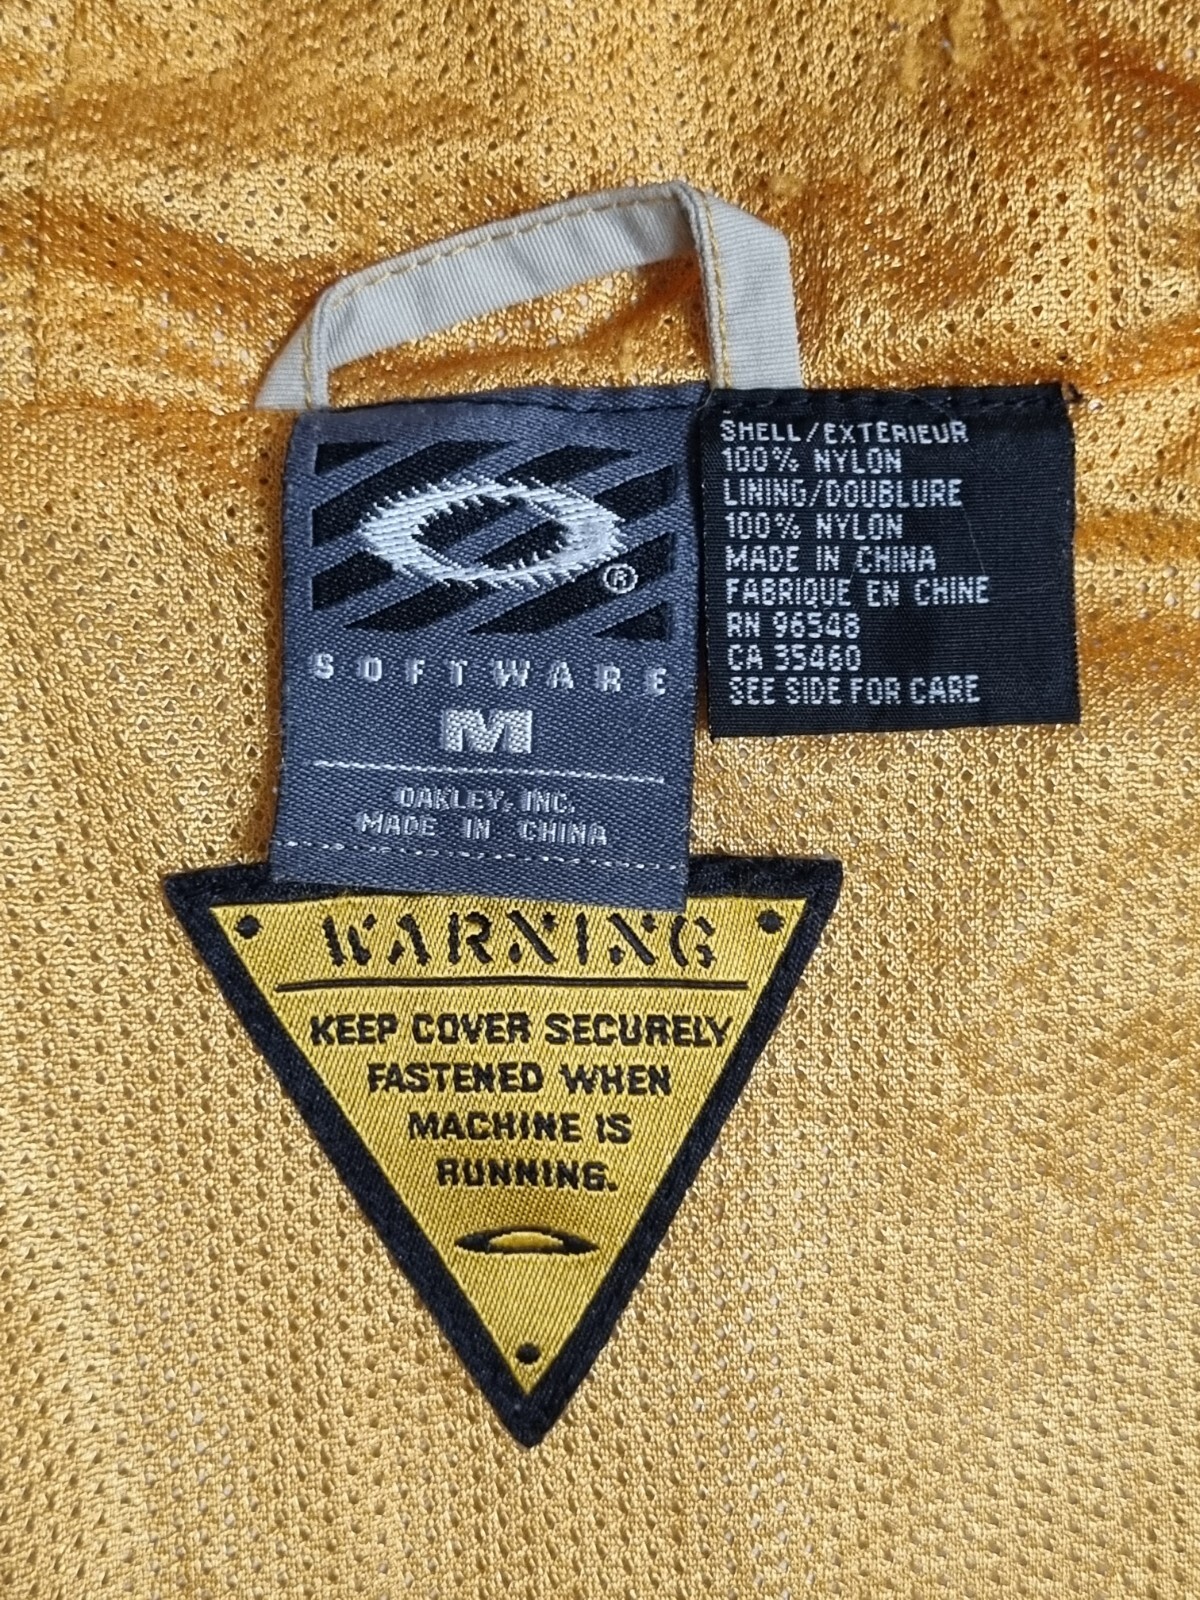 ®
SOFTWARE
M
OAKLEY, INC.
MADE IN CHINA
SHELL/EXTERIEUR
100% NYLON
LINING/DOUBLURE
100% NYLON
MADE IN CHINA
FABRIQUE EN CHINE
RN 96548
CA 35460
SEE SIDE FOR CARE
WARNING
KEEP COVER SECURELY
FASTENED WHEN
MACHINE IS
RUNNING.